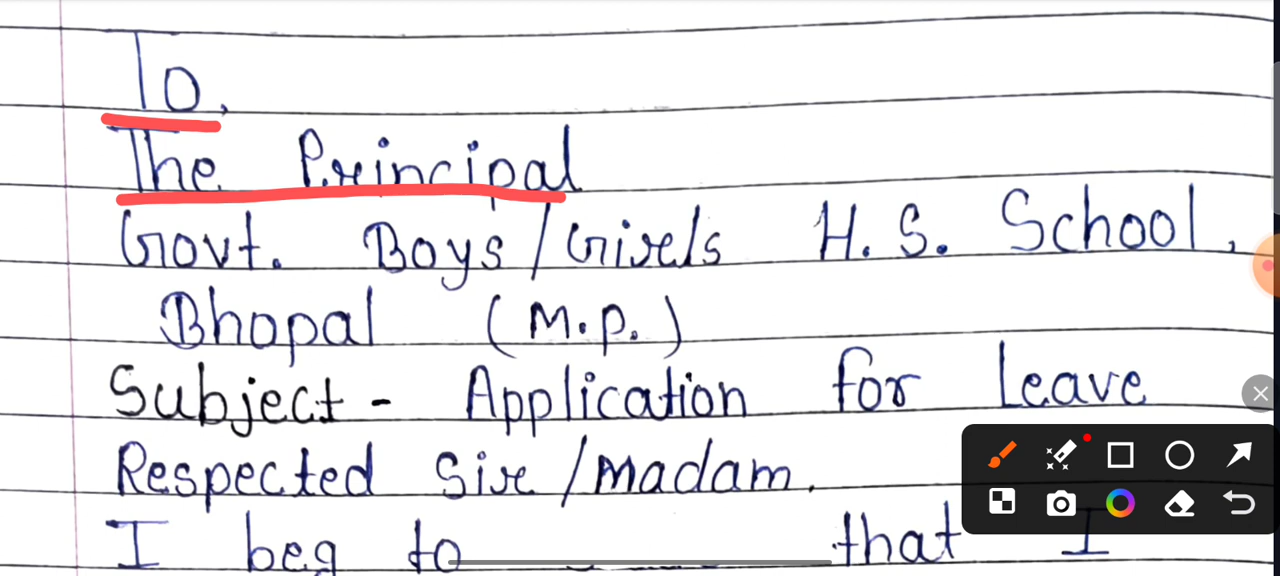 To,
The Principal
Govt. Boys/Girls H. S. School,
Bhopal (M.P.)
Subject - Application for Leave
Respected Sir/madam.
I beg to that I